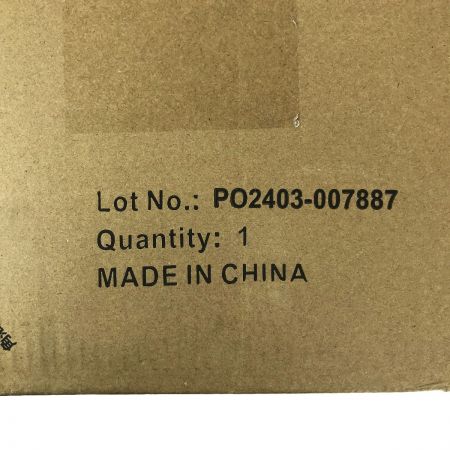 Lot No.: PO2403-007887
Quantity: 1
MADE IN CHINA